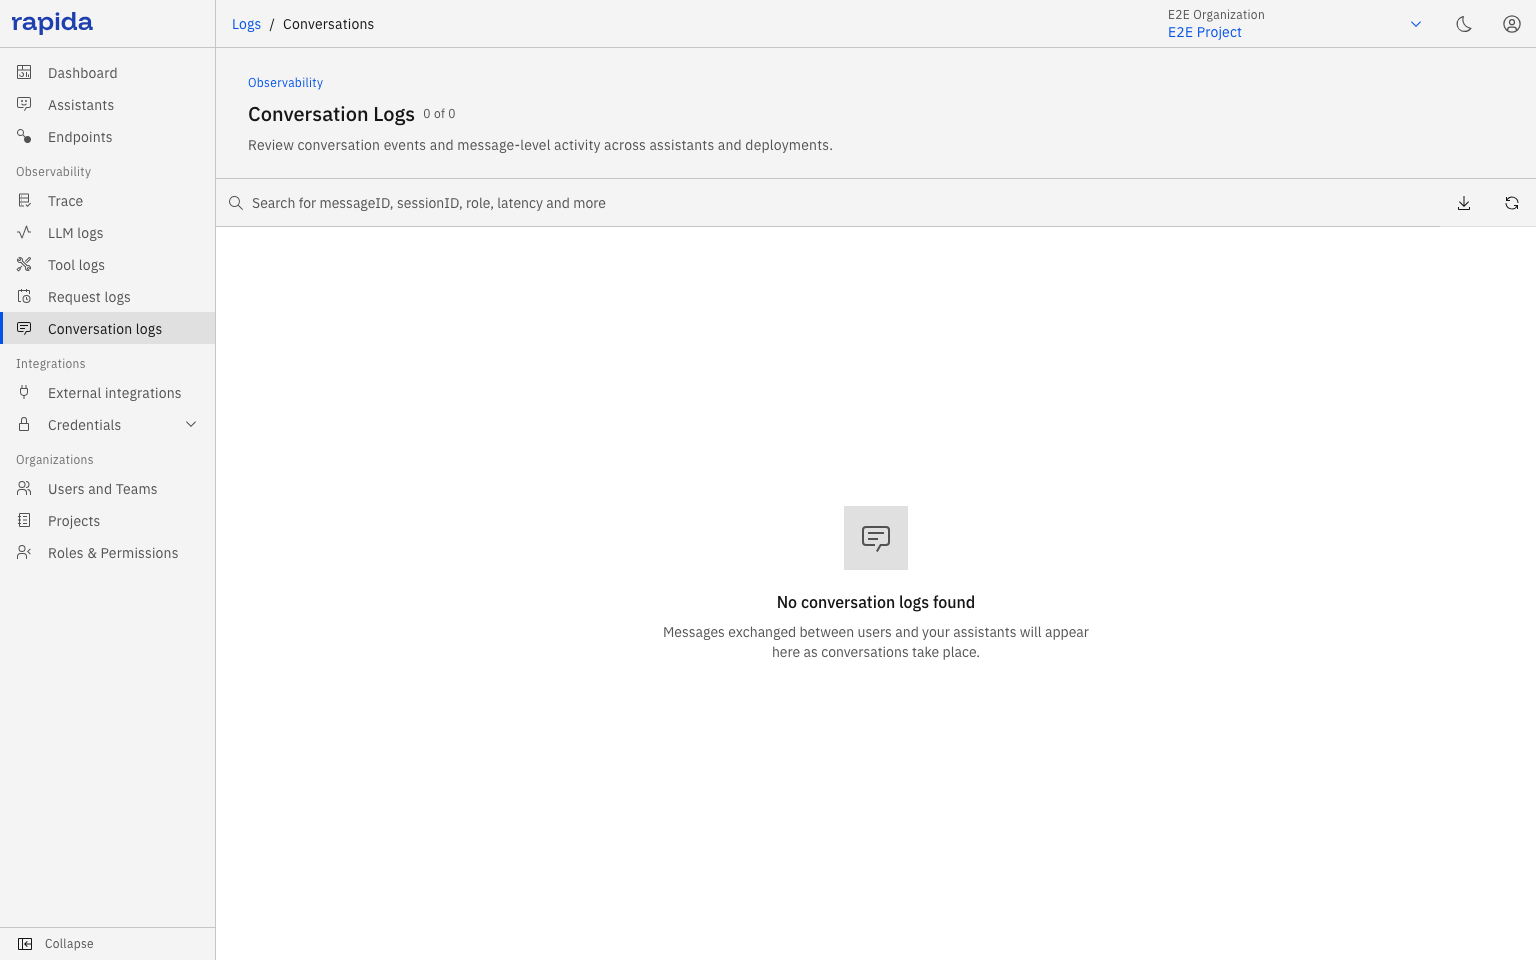 rapida
Logs / Conversations
E2E Organization
E2E Project
Dashboard
Assistants
Endpoints
Observability
Trace
LLM logs
Tool logs
Request logs
Conversation logs
Integrations
External integrations
Credentials
Organizations
Users and Teams
Projects
Roles & Permissions
Collapse
Observability
Conversation Logs 0 of 0
Review conversation events and message-level activity across assistants and deployments.
Search for messageID, sessionID, role, latency and more
No conversation logs found
Messages exchanged between users and your assistants will appear
here as conversations take place.